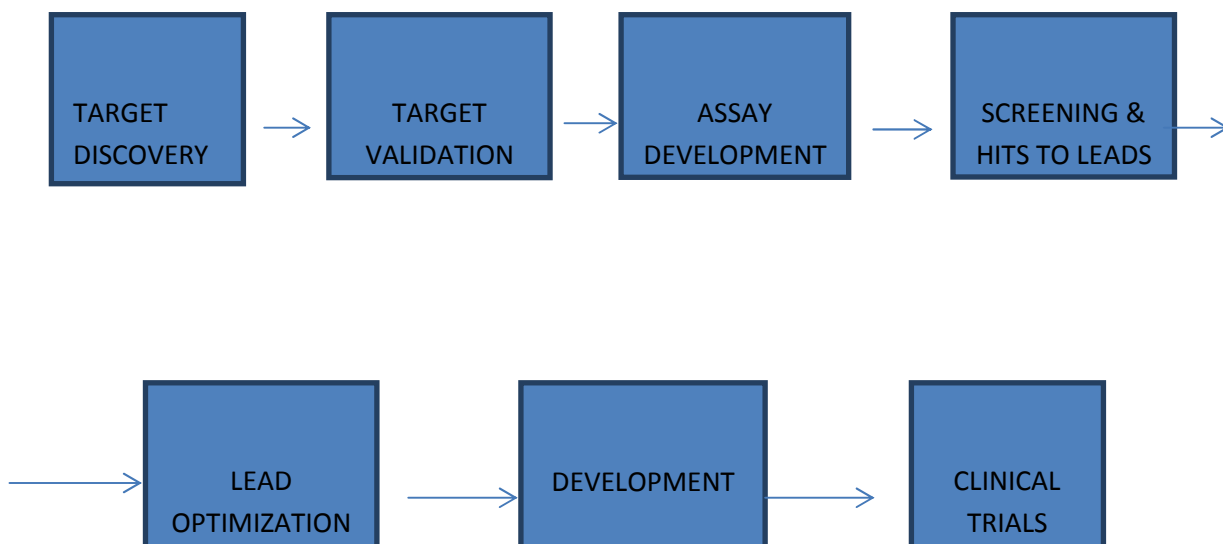 TARGET
DISCOVERY
TARGET
VALIDATION
ASSAY
DEVELOPMENT
SCREENING &
HITS TO LEADS
LEAD
OPTIMIZATION
DEVELOPMENT
CLINICAL
TRIALS